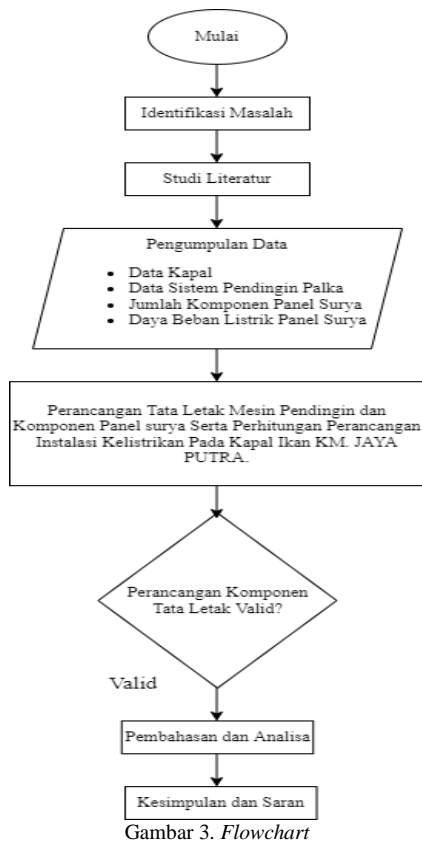 Mulai
Identifikasi Masalah
Studi Literatur
Pengumpulan Data
• Data Kapal
• Data Sistem Pendingin Palka
• Jumlah Komponen Panel Surya
• Daya Beban Listrik Panel Surya
Perancangan Tata Letak Mesin Pendingin dan
Komponen Panel surya Serta Perhitungan Perancangan
Instalasi Kelistrikan Pada Kapal Ikan KM. JAYA
PUTRA.
Perancangan Komponen
Tata Letak Valid?
Valid
Pembahasan dan Analisa
Kesimpulan dan Saran
Gambar 3. Flowchart